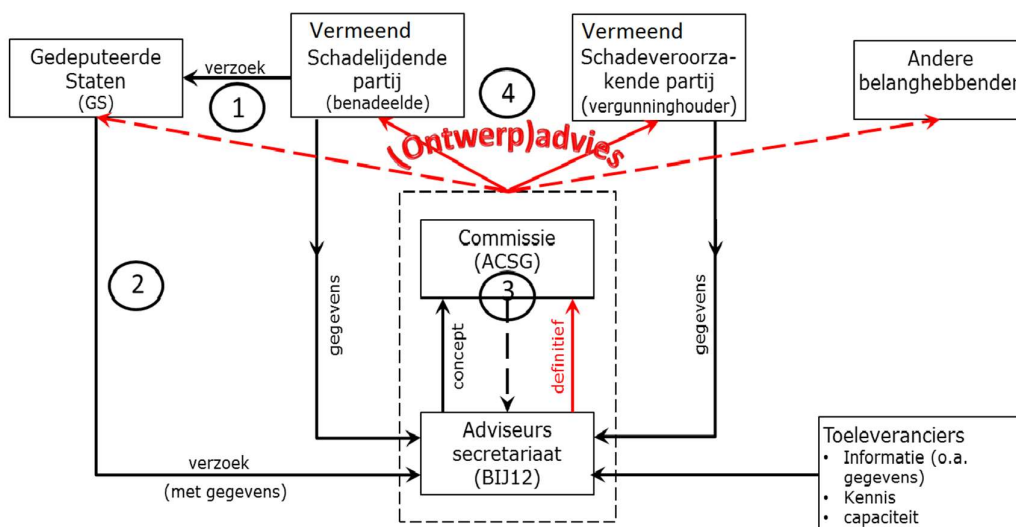 Gedeputeerde
Staten
(GS)
verzoek
1
Vermeend
Schadelijdende
partij
(benadeelde)
4
Vermeend
Schadeveroorza-
kende partij
(vergunninghouder)
Andere
belanghebbenden
(Ontwerp)advies
2
Commissie
(ACSG)
3
gegevens
concept
definitief
gegevens
Adviseurs
secretariaat
(BIJ12)
verzoek
(met gegevens)
Toeleveranciers
• Informatie (o.a.
gegevens)
• Kennis
• capaciteit